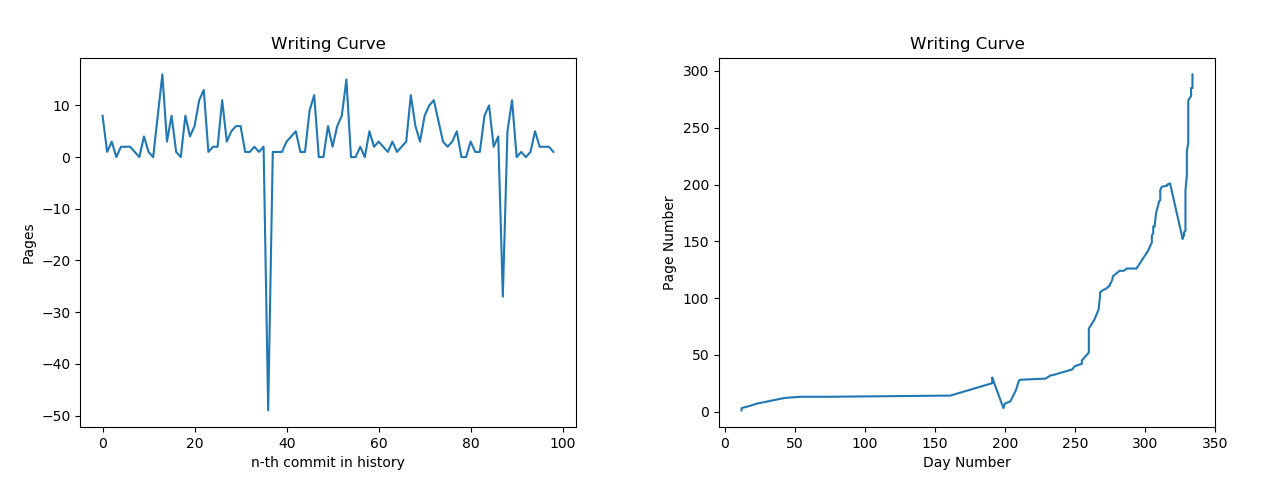 Writing Curve
Pages
10
0
−10
−20
−30
−40
−50
0 20 40 60 80 100
n-th commit in history
Writing Curve
Page Number
300
250
200
150
100
50
0
0 50 100 150 200 250 300 350
Day Number